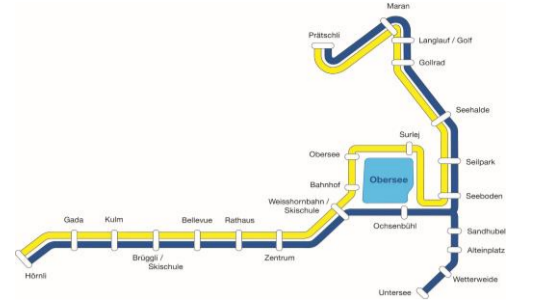 Maran
Prätschli
Langlauf / Golf
Gollrad
Seehalde
Surlej
Obersee
Seilpark
Bahnhof
Obersee
Weisshornbahn /
Skischule
Seeboden
Ochsenbühl
Gada
Kulm
Bellevue
Rathaus
Sandhubel
Alteinplatz
Brüggli /
Skischule
Zentrum
Hörnli
Wetterweide
Untersee